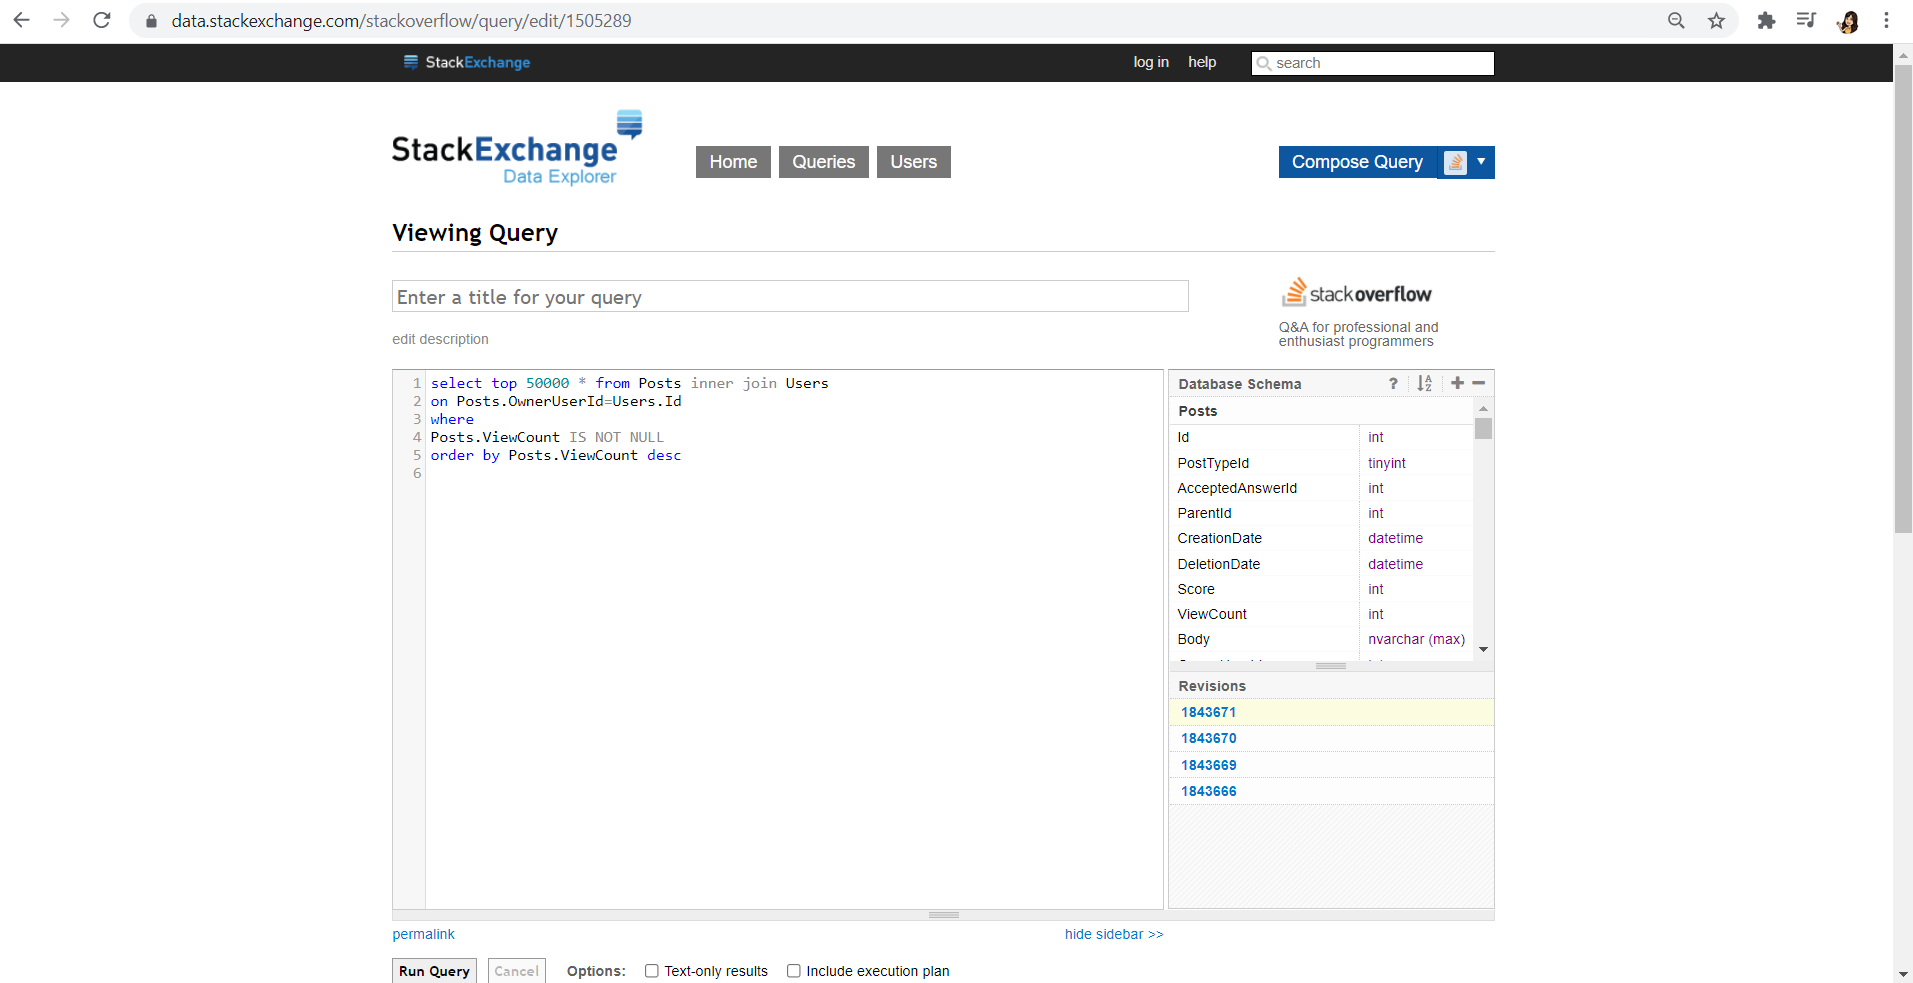 data.stackexchange.com/stackoverflow/query/edit/1505289
StackExchange
log in help
search
StackExchange
Data Explorer
Home Queries Users
Compose Query
Viewing Query
Enter a title for your query
edit description
stackoverflow
Q&A for professional and
enthusiast programmers
1 select top 50000 * from Posts inner join Users
2 on Posts.OwnerUserId=Users.Id
3 where
4 Posts.ViewCount IS NOT NULL
5 order by Posts.ViewCount desc
6
Database Schema ? A Z + −
Posts
Id int
PostTypeId tinyint
AcceptedAnswerId int
ParentId int
CreationDate datetime
DeletionDate datetime
Score int
ViewCount int
Body nvarchar (max)
Revisions
1843671
1843670
1843669
1843666
permalink
hide sidebar >>
Run Query Cancel Options: Text-only results Include execution plan